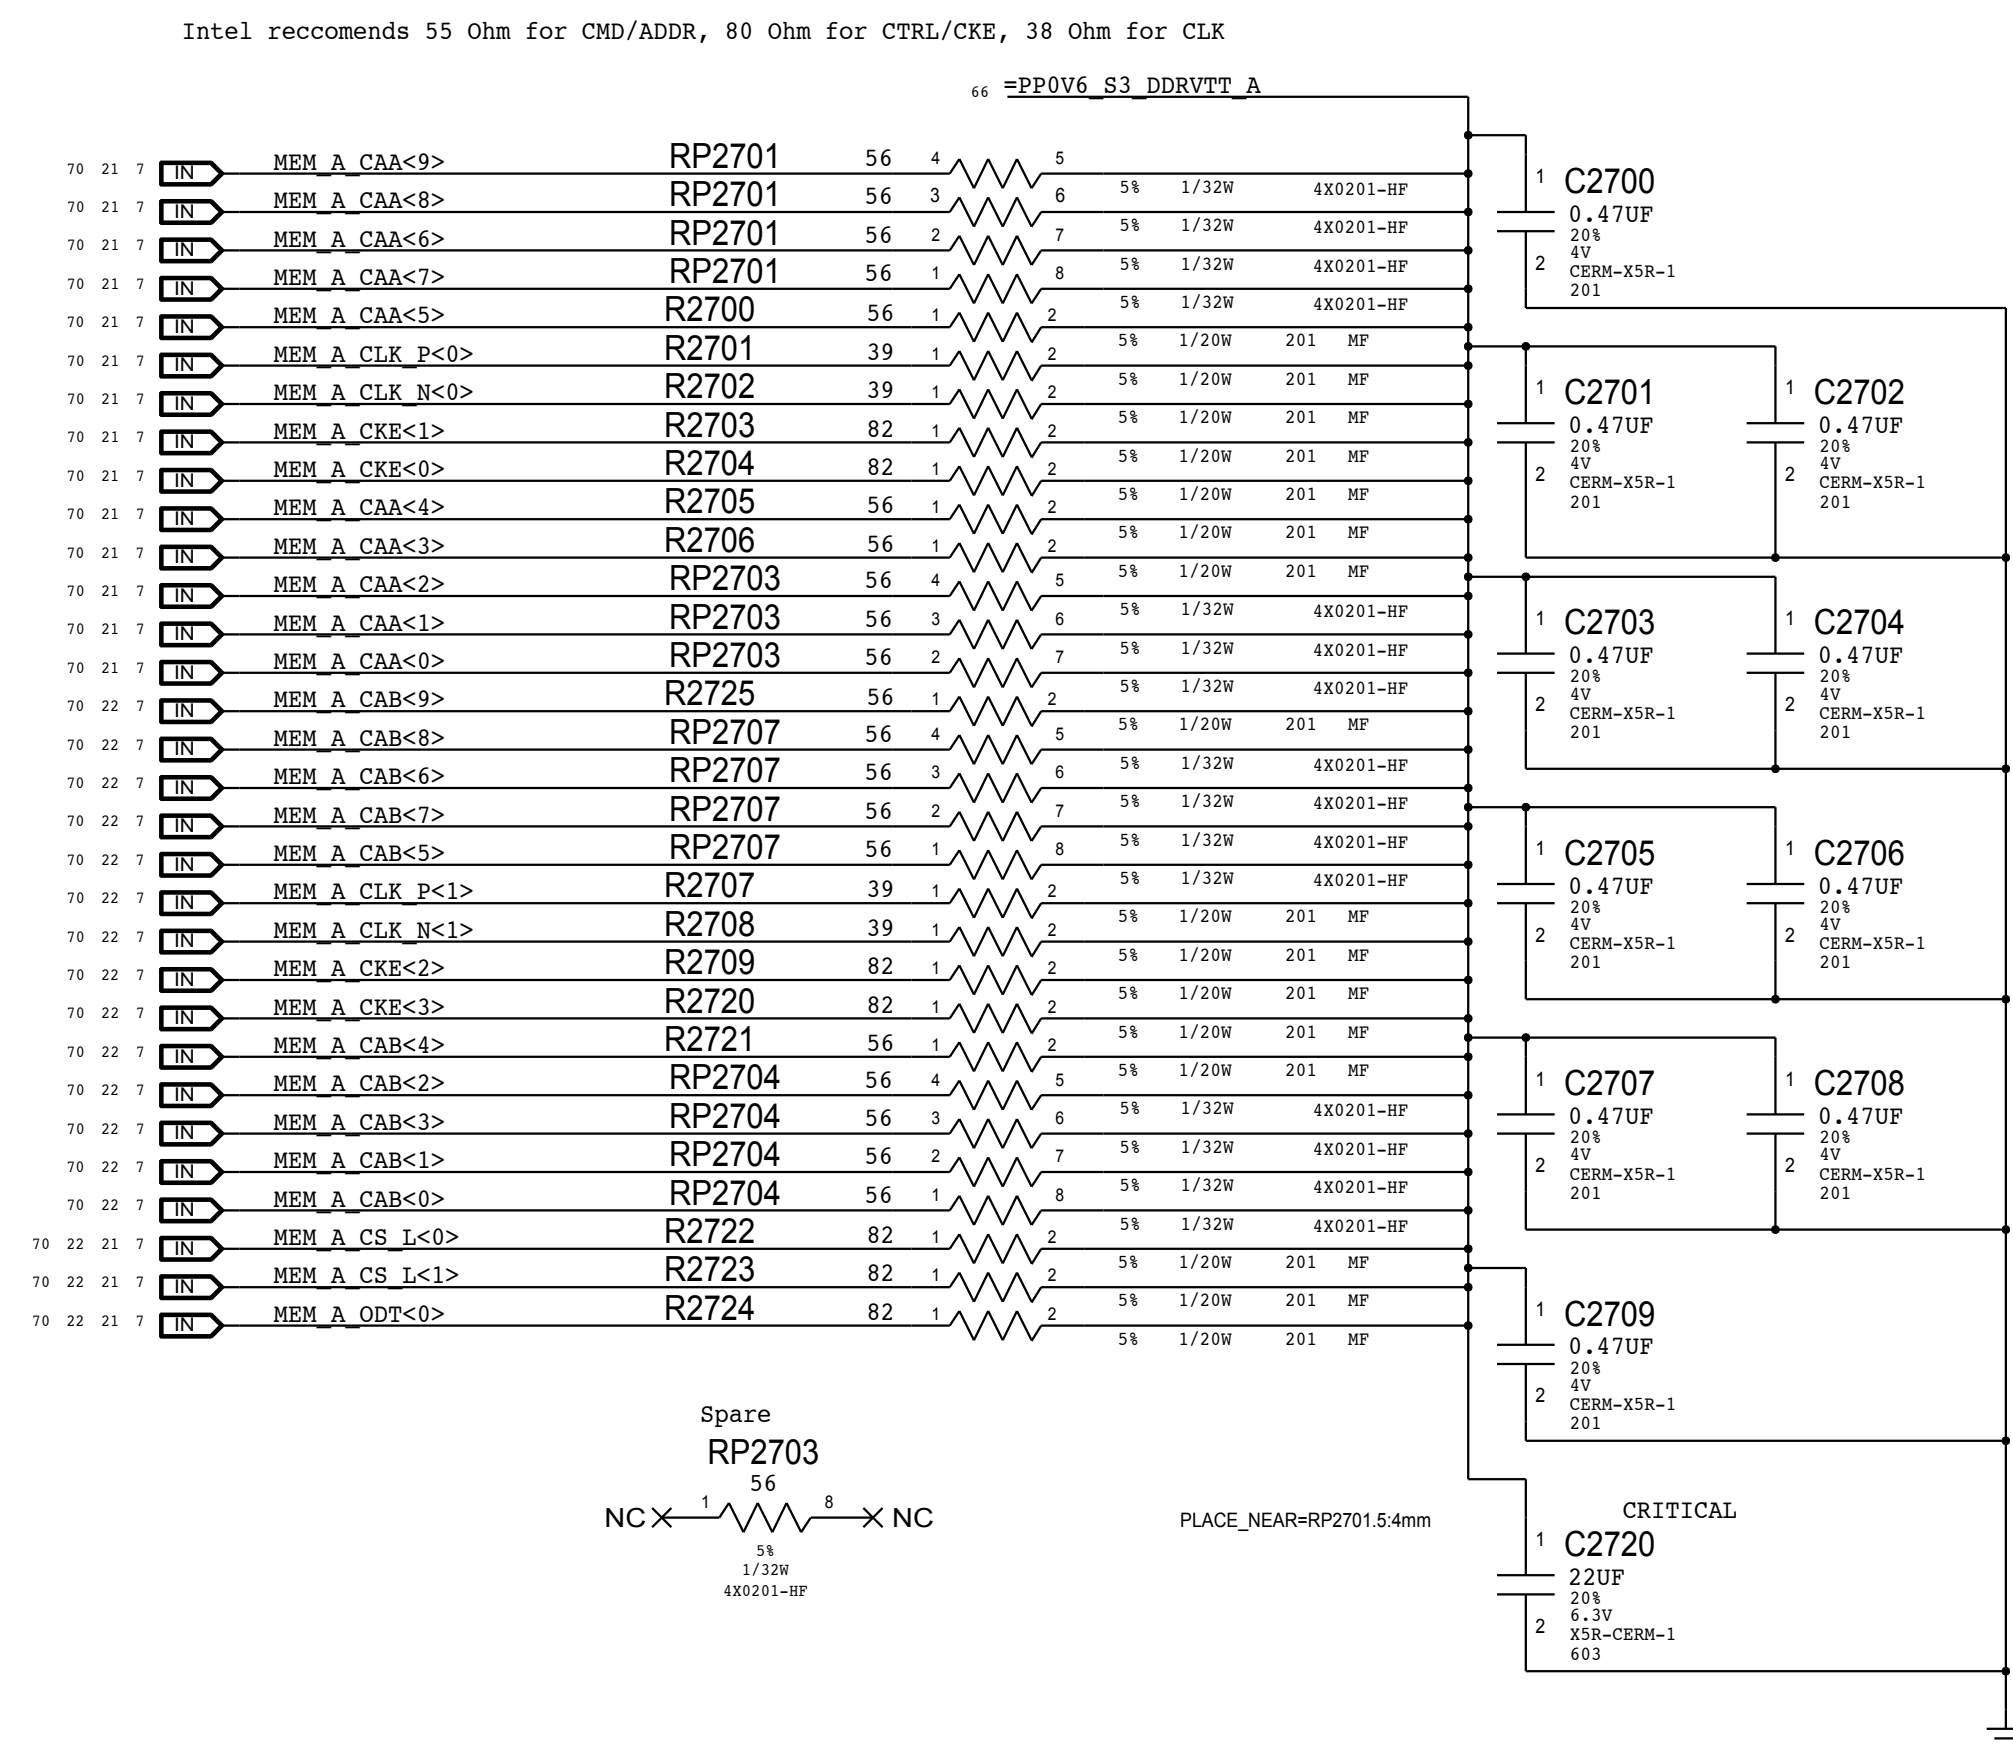 Intel reccomends 55 Ohm for CMD/ADDR, 80 Ohm for CTRL/CKE, 38 Ohm for CLK
66 =PP0V6_S3_DDRVTT_A
70 21 7 IN MEM_A_CAA<9> RP2701 56 4 5 5% 1/32W 4X0201-HF
70 21 7 IN MEM_A_CAA<8> RP2701 56 3 6 5% 1/32W 4X0201-HF
70 21 7 IN MEM_A_CAA<6> RP2701 56 2 7 5% 1/32W 4X0201-HF
70 21 7 IN MEM_A_CAA<7> RP2701 56 1 8 5% 1/32W 4X0201-HF
70 21 7 IN MEM_A_CAA<5> R2700 56 1 2 5% 1/20W 201 MF
70 21 7 IN MEM_A_CLK_P<0> R2701 39 1 2 5% 1/20W 201 MF
70 21 7 IN MEM_A_CLK_N<0> R2702 39 1 2 5% 1/20W 201 MF
70 21 7 IN MEM_A_CKE<1> R2703 82 1 2 5% 1/20W 201 MF
70 21 7 IN MEM_A_CKE<0> R2704 82 1 2 5% 1/20W 201 MF
70 21 7 IN MEM_A_CAA<4> R2705 56 1 2 5% 1/20W 201 MF
70 21 7 IN MEM_A_CAA<3> R2706 56 1 2 5% 1/20W 201 MF
70 21 7 IN MEM_A_CAA<2> RP2703 56 4 5 5% 1/32W 4X0201-HF
70 21 7 IN MEM_A_CAA<1> RP2703 56 3 6 5% 1/32W 4X0201-HF
70 21 7 IN MEM_A_CAA<0> RP2703 56 2 7 5% 1/32W 4X0201-HF
70 22 7 IN MEM_A_CAB<9> R2725 56 1 2 5% 1/20W 201 MF
70 22 7 IN MEM_A_CAB<8> RP2707 56 4 5 5% 1/32W 4X0201-HF
70 22 7 IN MEM_A_CAB<6> RP2707 56 3 6 5% 1/32W 4X0201-HF
70 22 7 IN MEM_A_CAB<7> RP2707 56 2 7 5% 1/32W 4X0201-HF
70 22 7 IN MEM_A_CAB<5> RP2707 56 1 8 5% 1/32W 4X0201-HF
70 22 7 IN MEM_A_CLK_P<1> R2707 39 1 2 5% 1/20W 201 MF
70 22 7 IN MEM_A_CLK_N<1> R2708 39 1 2 5% 1/20W 201 MF
70 22 7 IN MEM_A_CKE<2> R2709 82 1 2 5% 1/20W 201 MF
70 22 7 IN MEM_A_CKE<3> R2720 82 1 2 5% 1/20W 201 MF
70 22 7 IN MEM_A_CAB<4> R2721 56 1 2 5% 1/20W 201 MF
70 22 7 IN MEM_A_CAB<2> RP2704 56 4 5 5% 1/32W 4X0201-HF
70 22 7 IN MEM_A_CAB<3> RP2704 56 3 6 5% 1/32W 4X0201-HF
70 22 7 IN MEM_A_CAB<1> RP2704 56 2 7 5% 1/32W 4X0201-HF
70 22 7 IN MEM_A_CAB<0> RP2704 56 1 8 5% 1/32W 4X0201-HF
70 22 21 7 IN MEM_A_CS_L<0> R2722 82 1 2 5% 1/20W 201 MF
70 22 21 7 IN MEM_A_CS_L<1> R2723 82 1 2 5% 1/20W 201 MF
70 22 21 7 IN MEM_A_ODT<0> R2724 82 1 2 5% 1/20W 201 MF
1 C2700
0.47UF
20%
4V
2 CERM-X5R-1
201
1 C2701 1 C2702
0.47UF 0.47UF
20% 20%
4V 4V
2 CERM-X5R-1 2 CERM-X5R-1
201 201
1 C2703 1 C2704
0.47UF 0.47UF
20% 20%
4V 4V
2 CERM-X5R-1 2 CERM-X5R-1
201 201
1 C2705 1 C2706
0.47UF 0.47UF
20% 20%
4V 4V
2 CERM-X5R-1 2 CERM-X5R-1
201 201
1 C2707 1 C2708
0.47UF 0.47UF
20% 20%
4V 4V
2 CERM-X5R-1 2 CERM-X5R-1
201 201
1 C2709
0.47UF
20%
4V
2 CERM-X5R-1
201
Spare
RP2703
56
NC 1 8 NC
5%
1/32W
4X0201-HF
PLACE_NEAR=RP2701.5:4mm
CRITICAL
1 C2720
22UF
20%
6.3V
2 X5R-CERM-1
603